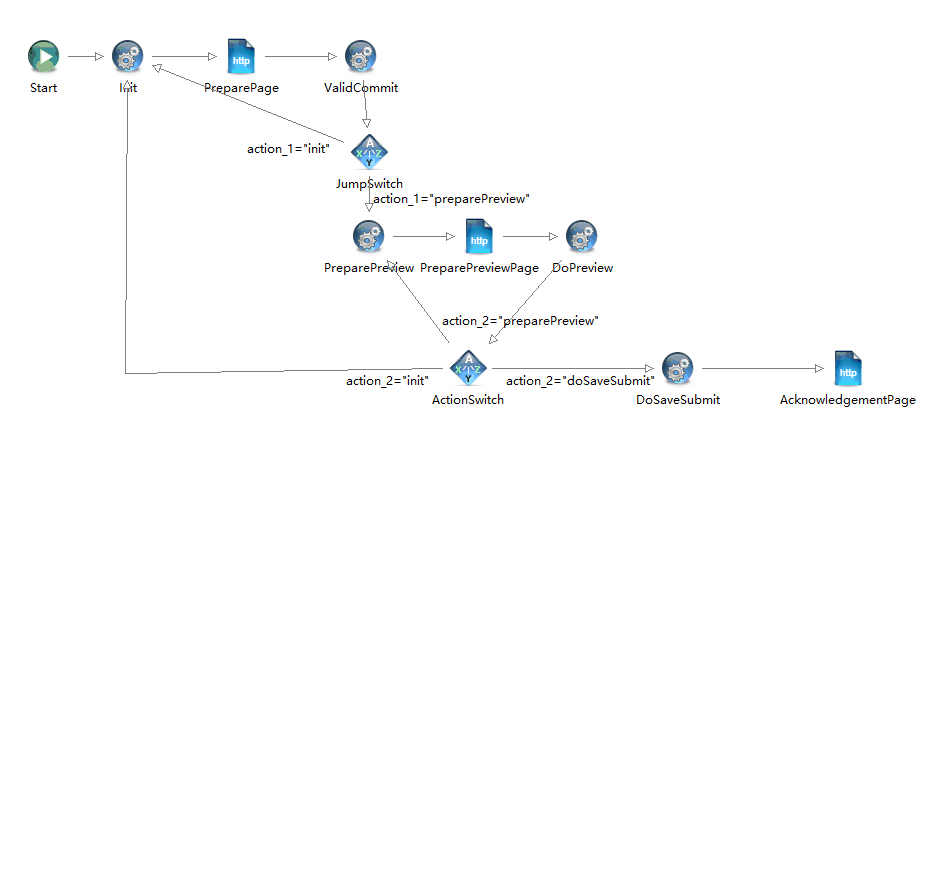 http
Start
Init
PreparePage
ValidCommit
action_1="init"
A
X
Z
Y
JumpSwitch
action_1="preparePreview"
http
PreparePreview
PreparePreviewPage
DoPreview
action_2="preparePreview"
A
X
Z
Y
http
action_2="init"
action_2="doSaveSubmit"
ActionSwitch
DoSaveSubmit
AcknowledgementPage